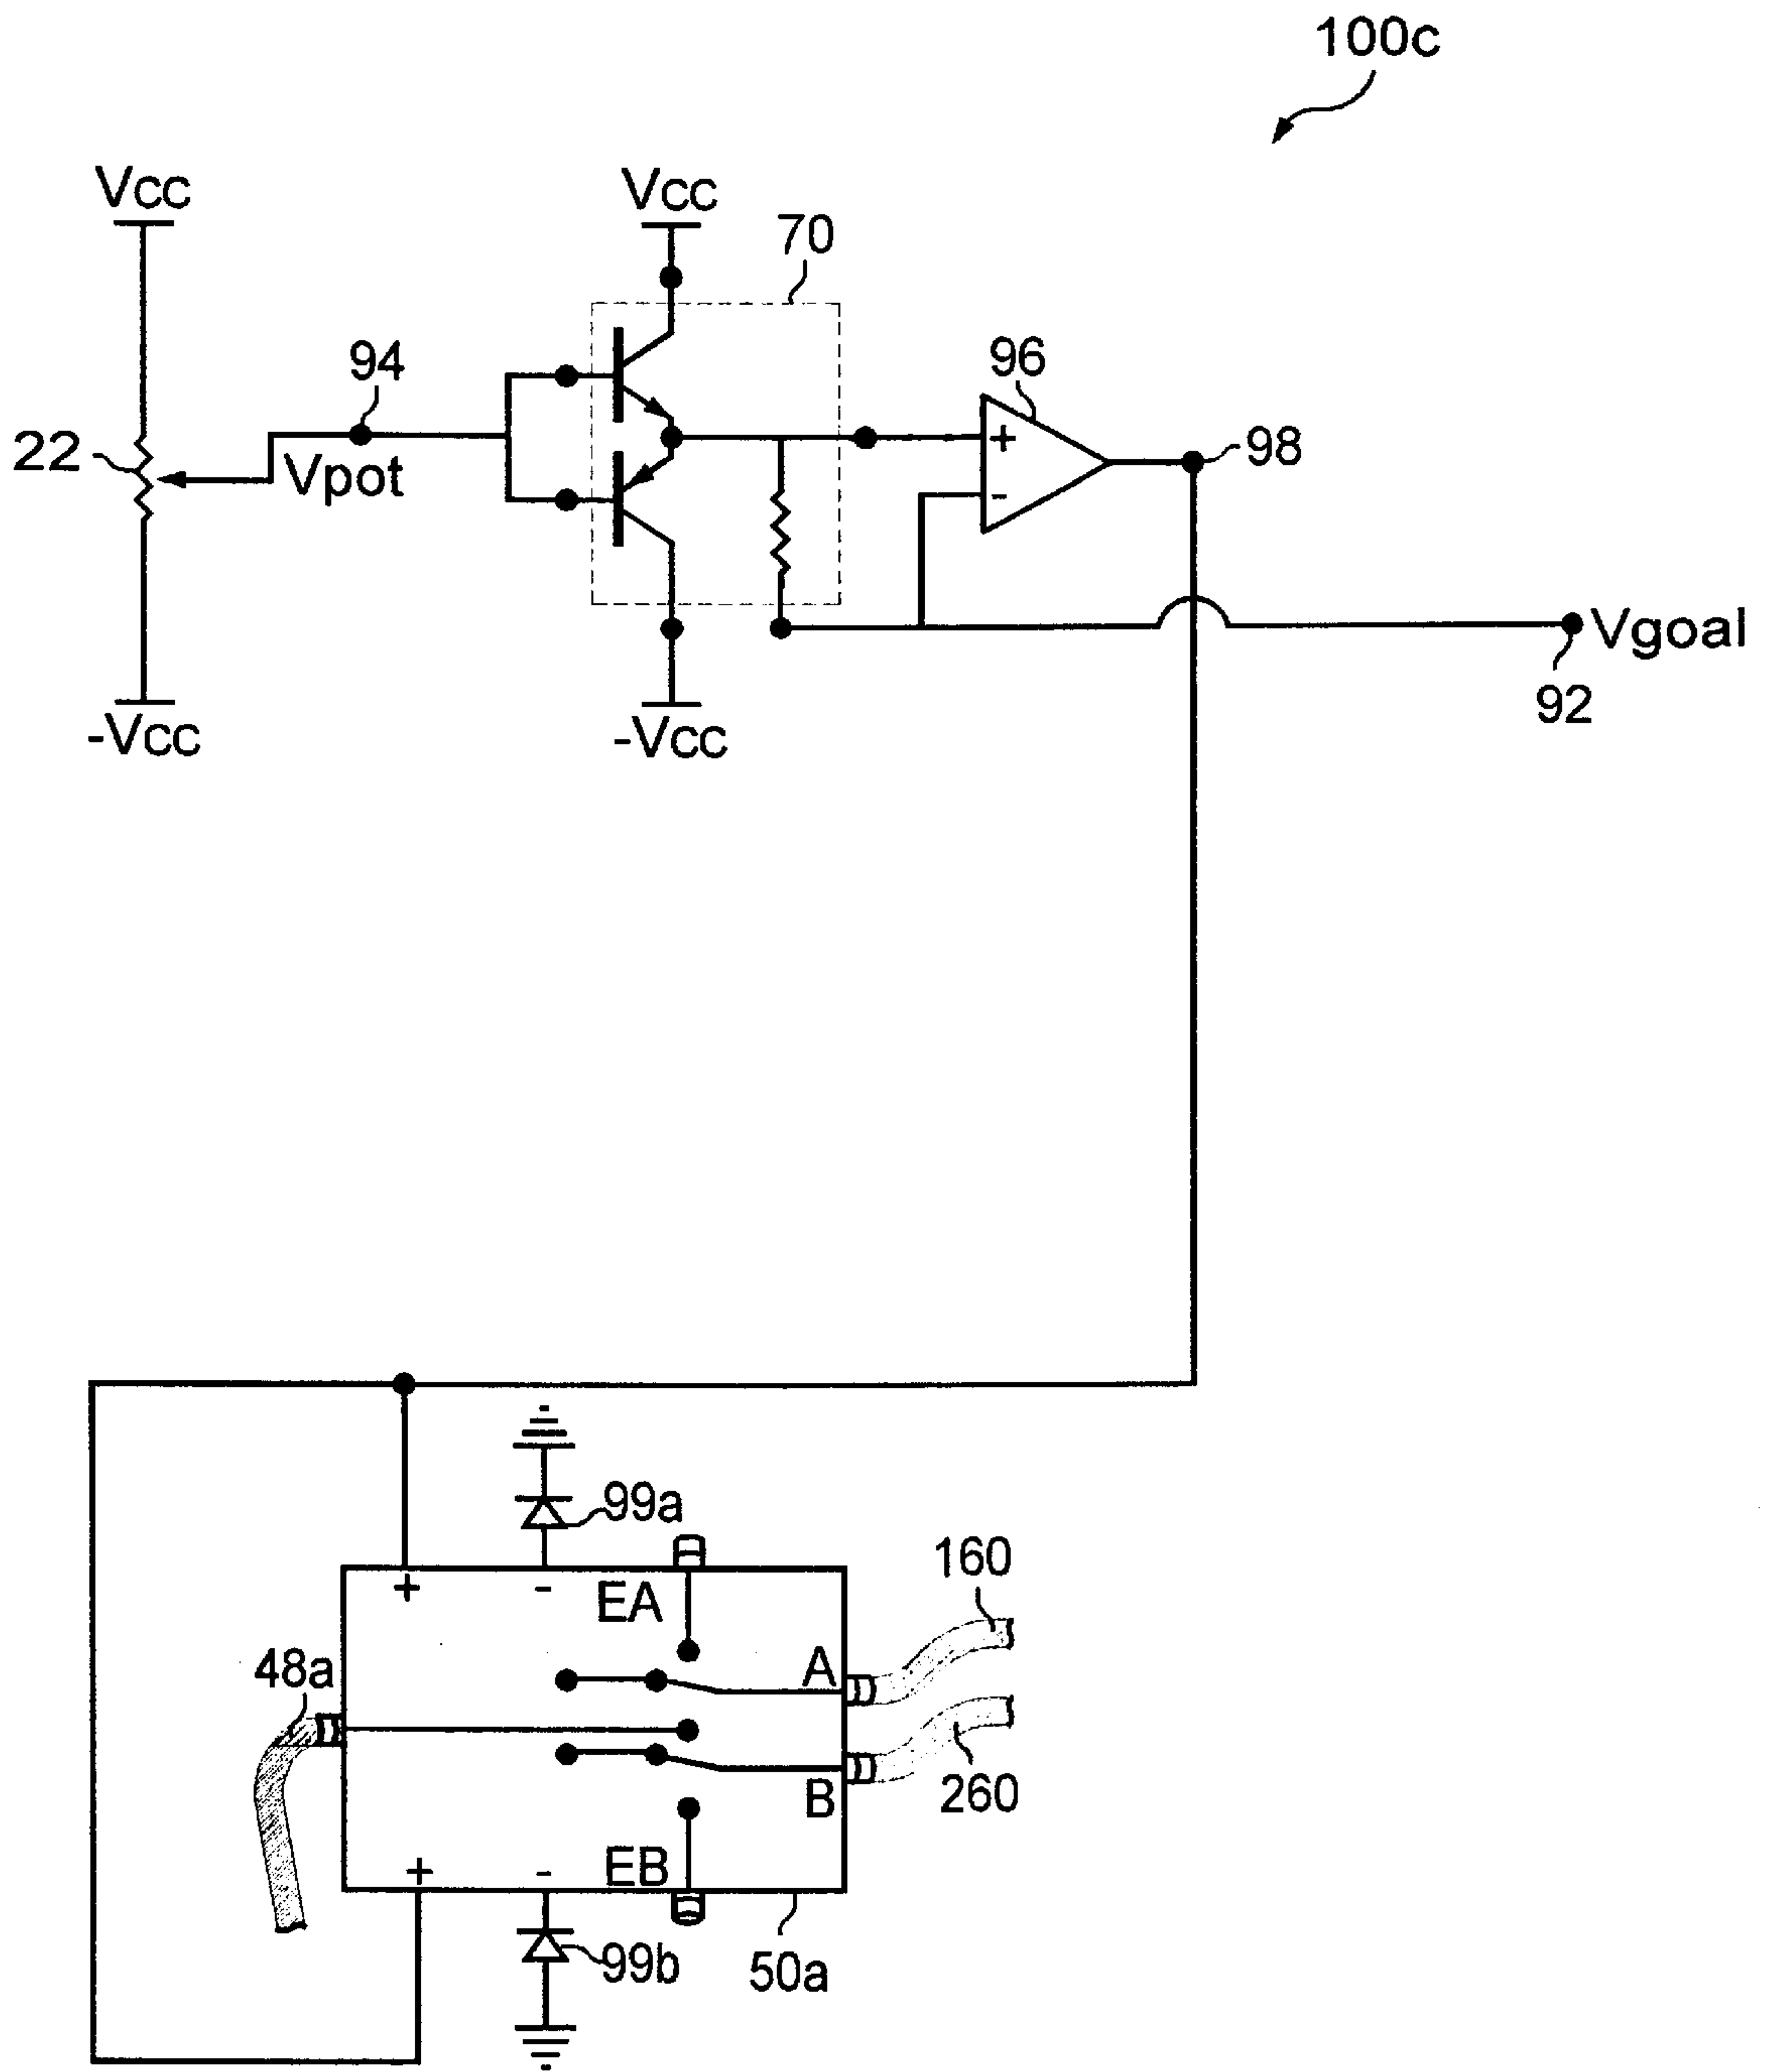 100c
Vcc
Vcc
70
94
96
22
Vpot
+
-
98
Vgoal
92
-Vcc
-Vcc
99a
+
-
EA
160
A
48a
B
260
+
-
EB
99b
50a